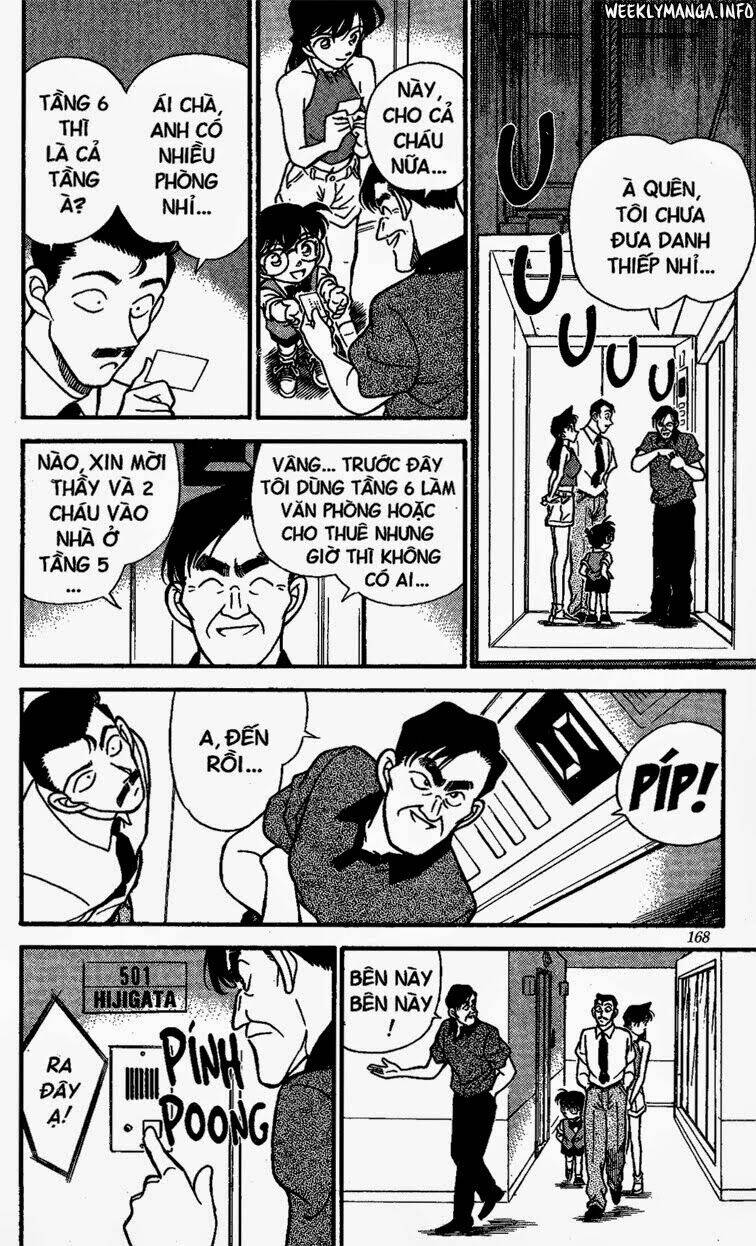 WEEKLYMANGA.INFO
U
U
U
U
U
U
À QUÊN,
TÔI CHƯA
ĐƯA DANH
THIẾP NHỈ...
NÀY,
CHO CẢ
CHÁU
NỮA...
ÁI CHÀ,
ANH CÓ
NHIỀU
PHÒNG
NHỈ...
TẦNG 6
THÌ
LÀ CẢ
TẦNG
À?
VÂNG... TRƯỚC ĐÂY
TÔI DÙNG TẦNG 6 LÀM
VĂN PHÒNG HOẶC
CHO THUÊ NHƯNG
GIỜ THÌ KHÔNG
CÓ AI...
NÀO, XIN MỜI
THẦY VÀ 2
CHÁU VÀO
NHÀ Ở
TẦNG 5
...
PÍP!
5
A, ĐẾN
RỒI...
168
BÊN NÀY
BÊN NÀY
!
501
HIJIGATA
PÍNH
POONG
RA
ĐÂY
Ạ!